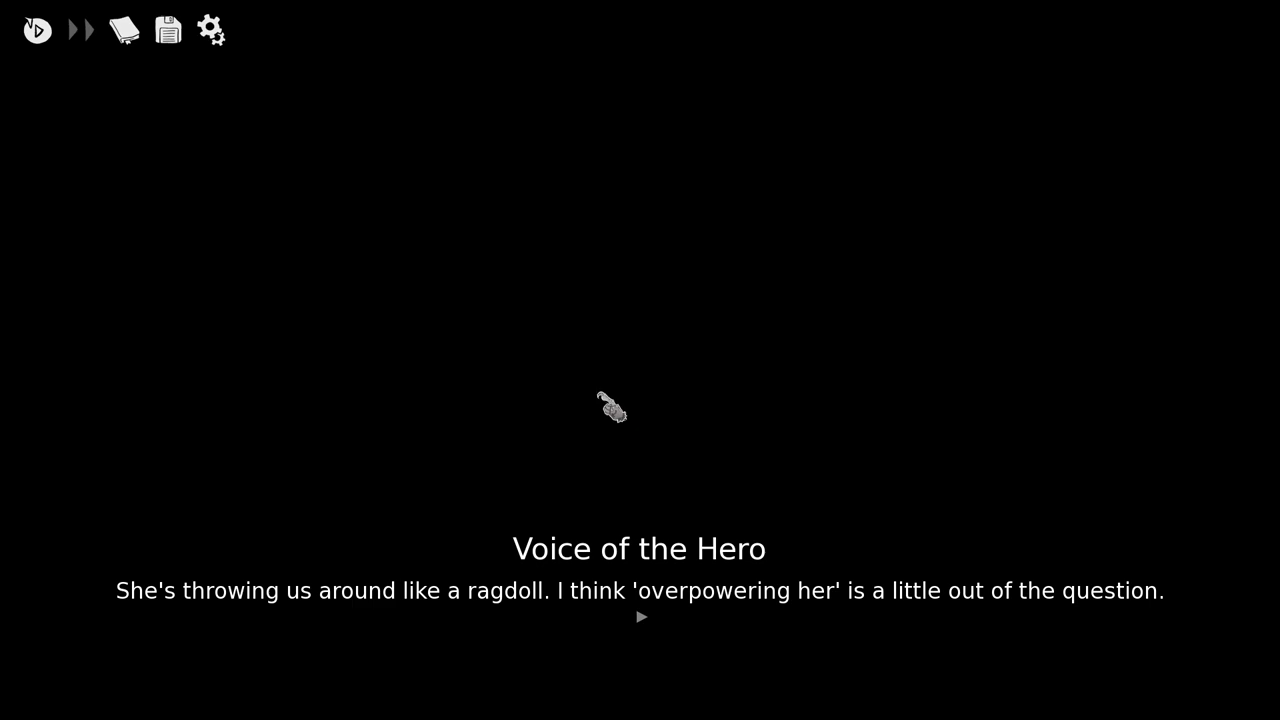 Voice of the Hero
She's throwing us around like a ragdoll. I think 'overpowering her' is a little out of the question.